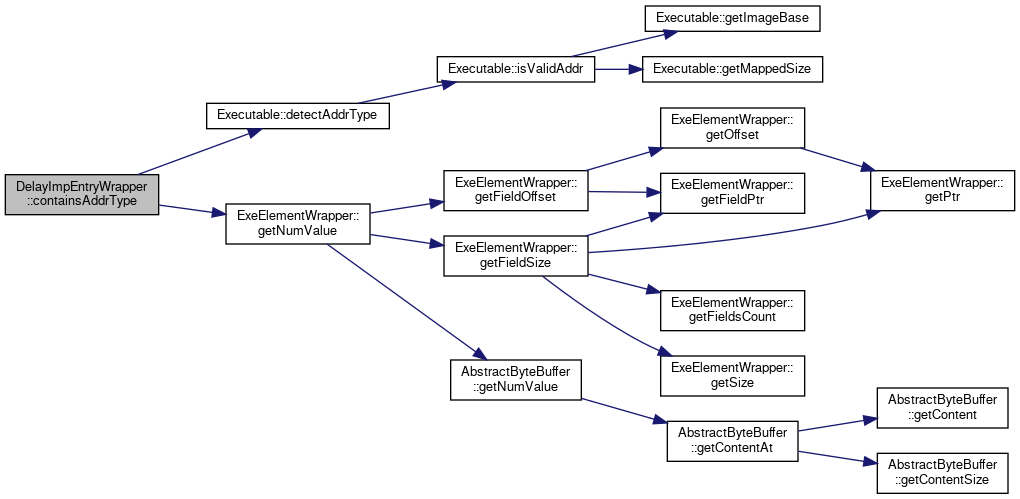 Executable::getImageBase
Executable::isValidAddr
Executable::getMappedSize
Executable::detectAddrType
ExeElementWrapper::
getOffset
DelayImpEntryWrapper
::containsAddrType
ExeElementWrapper::
getFieldOffset
ExeElementWrapper::
getFieldPtr
ExeElementWrapper::
getPtr
ExeElementWrapper::
getNumValue
ExeElementWrapper::
getFieldSize
ExeElementWrapper::
getFieldsCount
AbstractByteBuffer
::getNumValue
ExeElementWrapper::
getSize
AbstractByteBuffer
::getContentAt
AbstractByteBuffer
::getContent
AbstractByteBuffer
::getContentSize